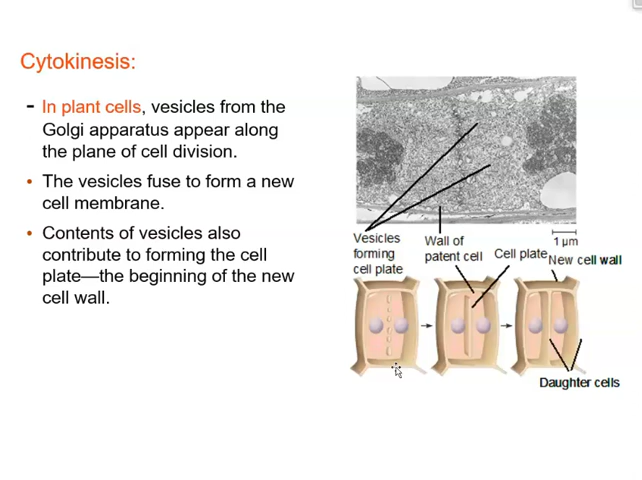 Cytokinesis:
- In plant cells, vesicles from the
Golgi apparatus appear along
the plane of cell division.
• The vesicles fuse to form a new
cell membrane.
• Contents of vesicles also
contribute to forming the cell
plate—the beginning of the new
cell wall.
Vesicles
forming
cell plate
Wall of
patent cell
Cell plate
1 µm
New cell wall
Daughter cells